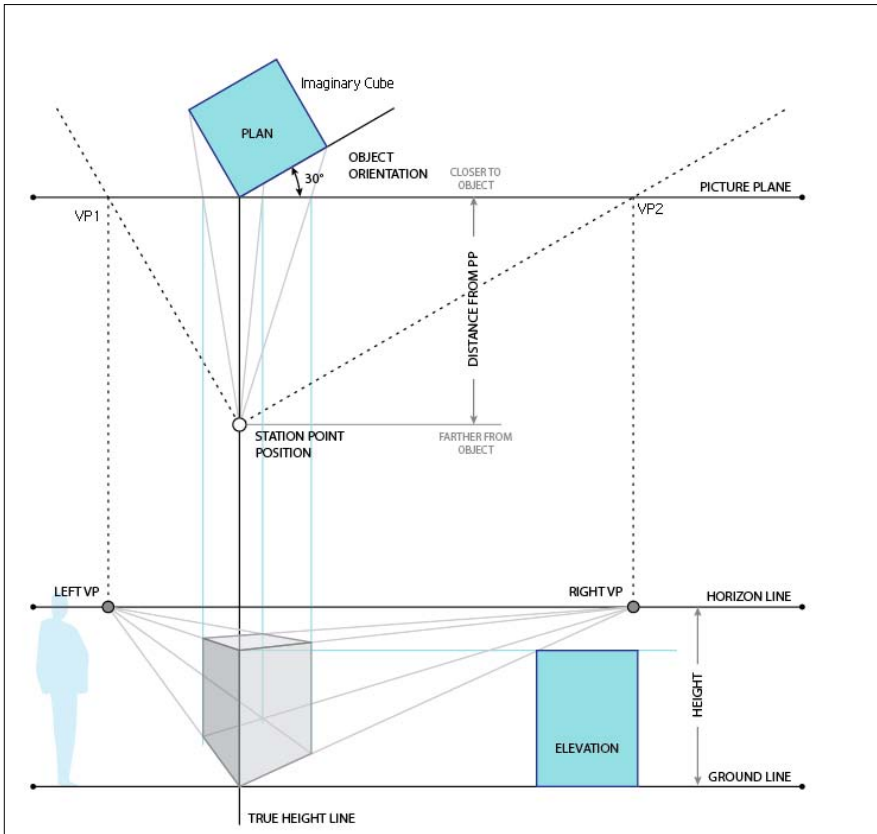 Imaginary Cube
PLAN
OBJECT
ORIENTATION
30°
CLOSER TO
OBJECT
PICTURE PLANE
VP1
VP2
DISTANCE FROM PP
STATION POINT
POSITION
FARTHER FROM
OBJECT
LEFT VP
RIGHT VP
HORIZON LINE
HEIGHT
ELEVATION
GROUND LINE
TRUE HEIGHT LINE